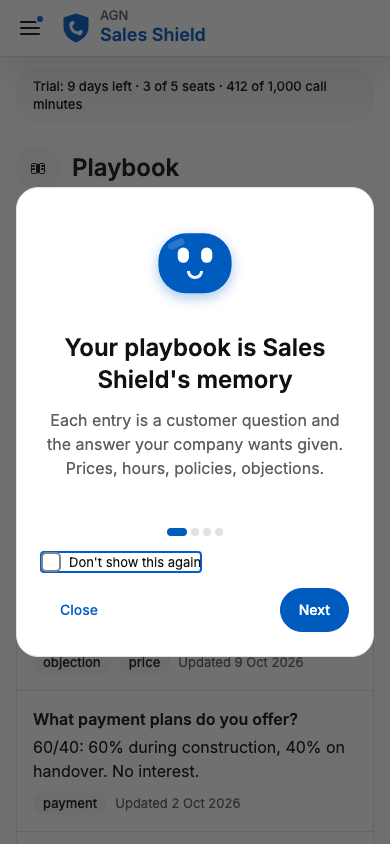 AGN
Sales Shield
Trial: 9 days left · 3 of 5 seats · 412 of 1,000 call
minutes
Playbook
Your playbook is Sales
Shield's memory
Each entry is a customer question and
the answer your company wants given.
Prices, hours, policies, objections.
Don't show this again
Close
Next
objection price Updated 9 Oct 2026
What payment plans do you offer?
60/40: 60% during construction, 40% on
handover. No interest.
payment Updated 2 Oct 2026